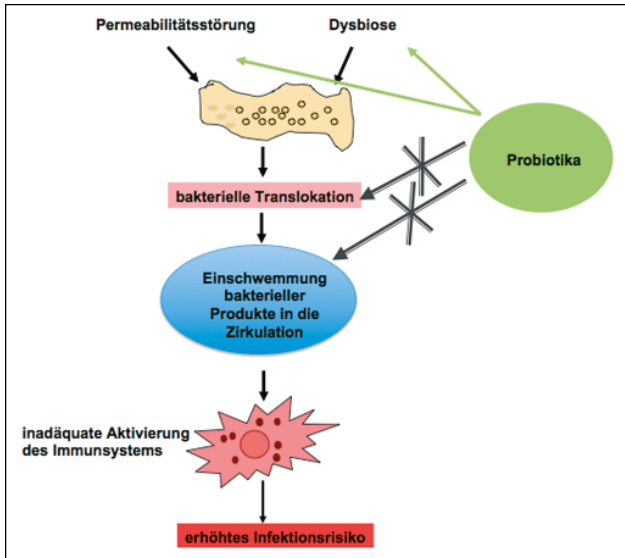 Permeabilitätsstörung
Dysbiose
Probiotika
bakterielle Translokation
Einschwemmung
bakterieller
Produkte in die
Zirkulation
inadäquate Aktivierung
des Immunsystems
erhöhtes Infektionsrisiko